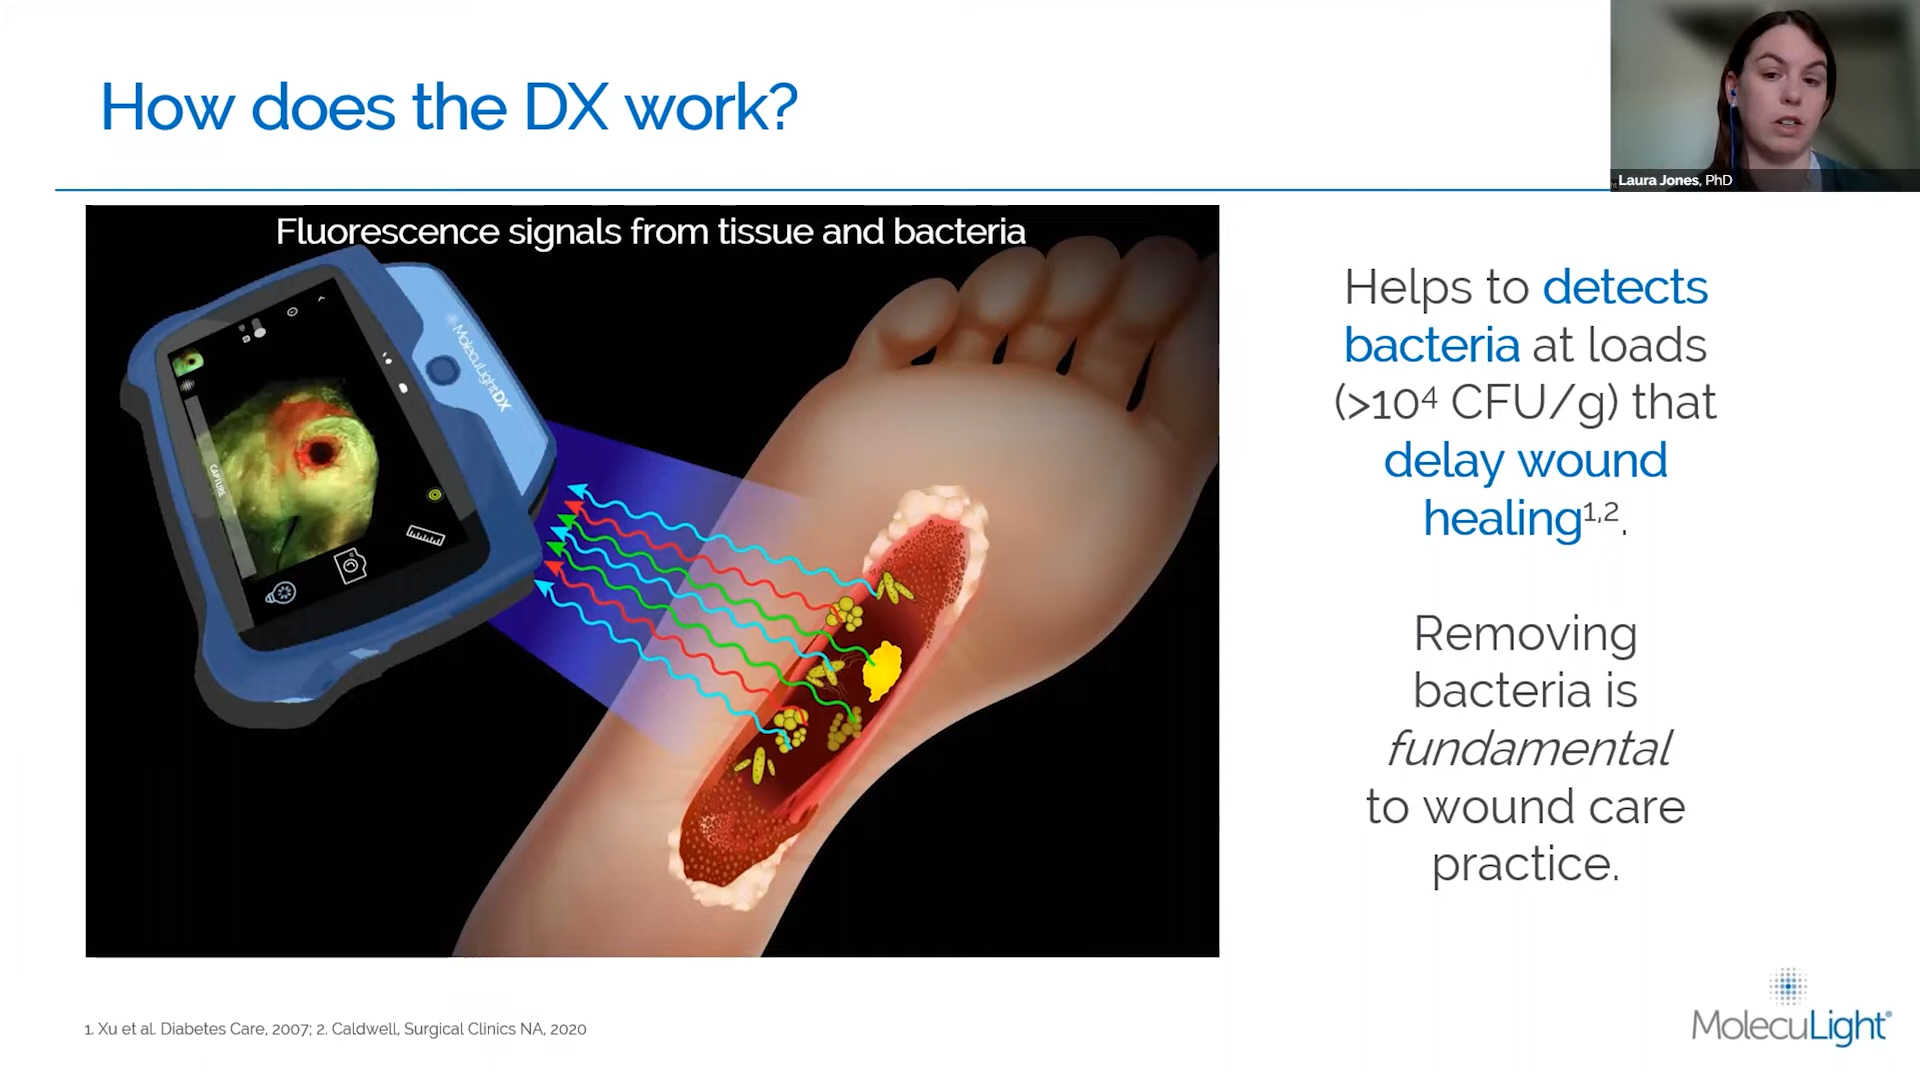 How does the DX work?
Laura Jones, PhD
Fluorescence signals from tissue and bacteria
MolecuLightDX
CAPTURE
Helps to detects
bacteria at loads
(>10⁴ CFU/g) that
delay wound
healing¹,².
Removing
bacteria is
fundamental
to wound care
practice.
1. Xu et al. Diabetes Care, 2007; 2. Caldwell, Surgical Clinics NA, 2020
MolecuLight®